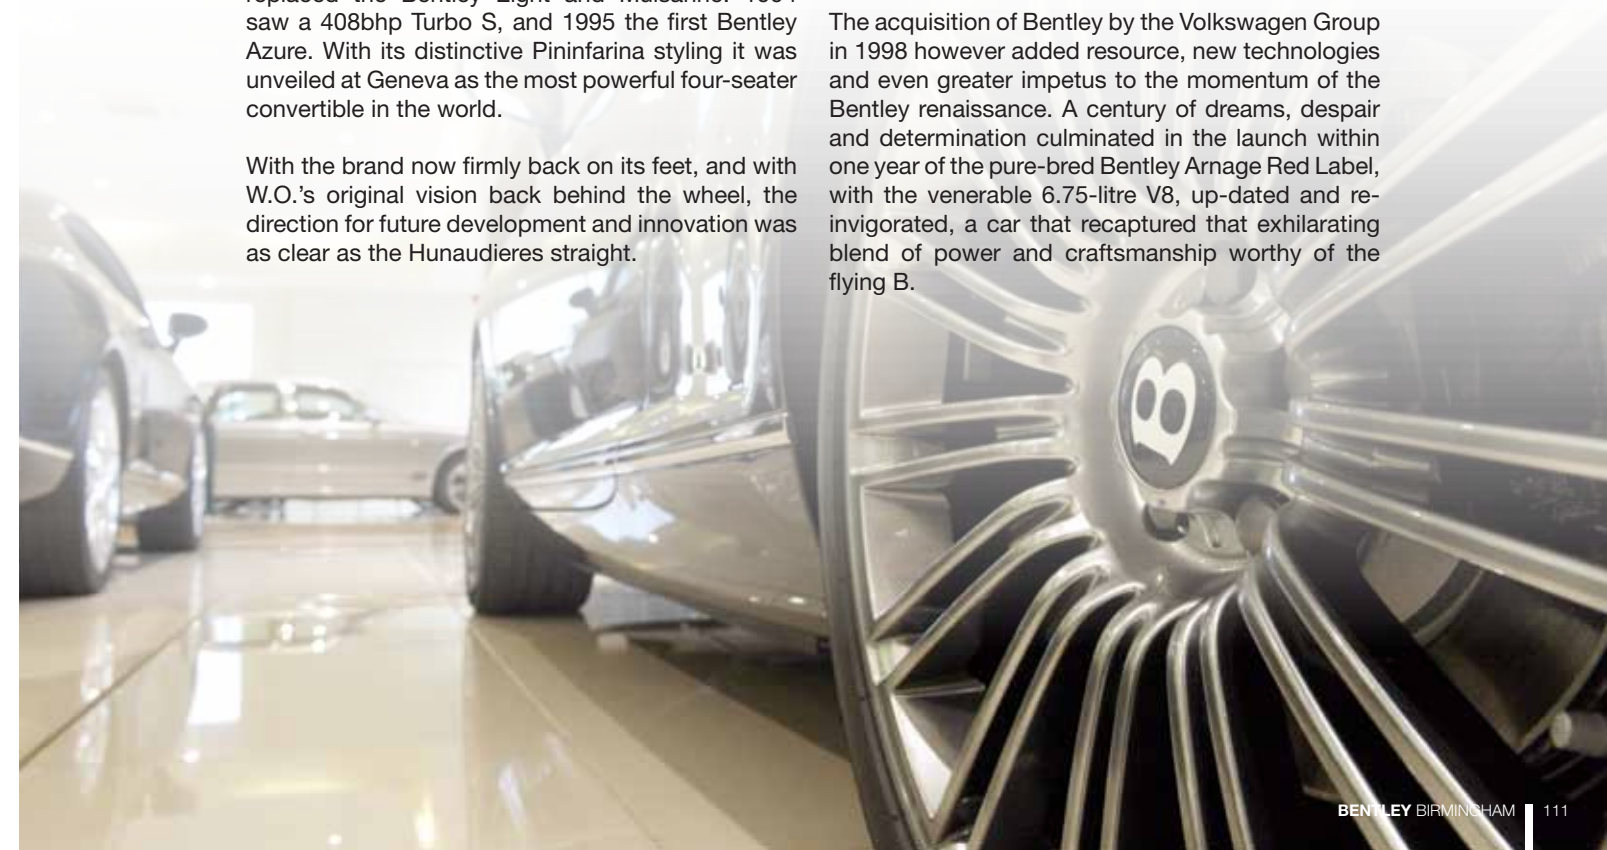 replaced the Bentley Eight and Mulsanne. 1994
saw a 408bhp Turbo S, and 1995 the first Bentley
Azure. With its distinctive Pininfarina styling it was
unveiled at Geneva as the most powerful four-seater
convertible in the world.
With the brand now firmly back on its feet, and with
W.O.’s original vision back behind the wheel, the
direction for future development and innovation was
as clear as the Hunaudieres straight.
The acquisition of Bentley by the Volkswagen Group
in 1998 however added resource, new technologies
and even greater impetus to the momentum of the
Bentley renaissance. A century of dreams, despair
and determination culminated in the launch within
one year of the pure-bred Bentley Arnage Red Label,
with the venerable 6.75-litre V8, up-dated and re-
invigorated, a car that recaptured that exhilarating
blend of power and craftsmanship worthy of the
flying B.
B
BENTLEY BIRMINGHAM 111